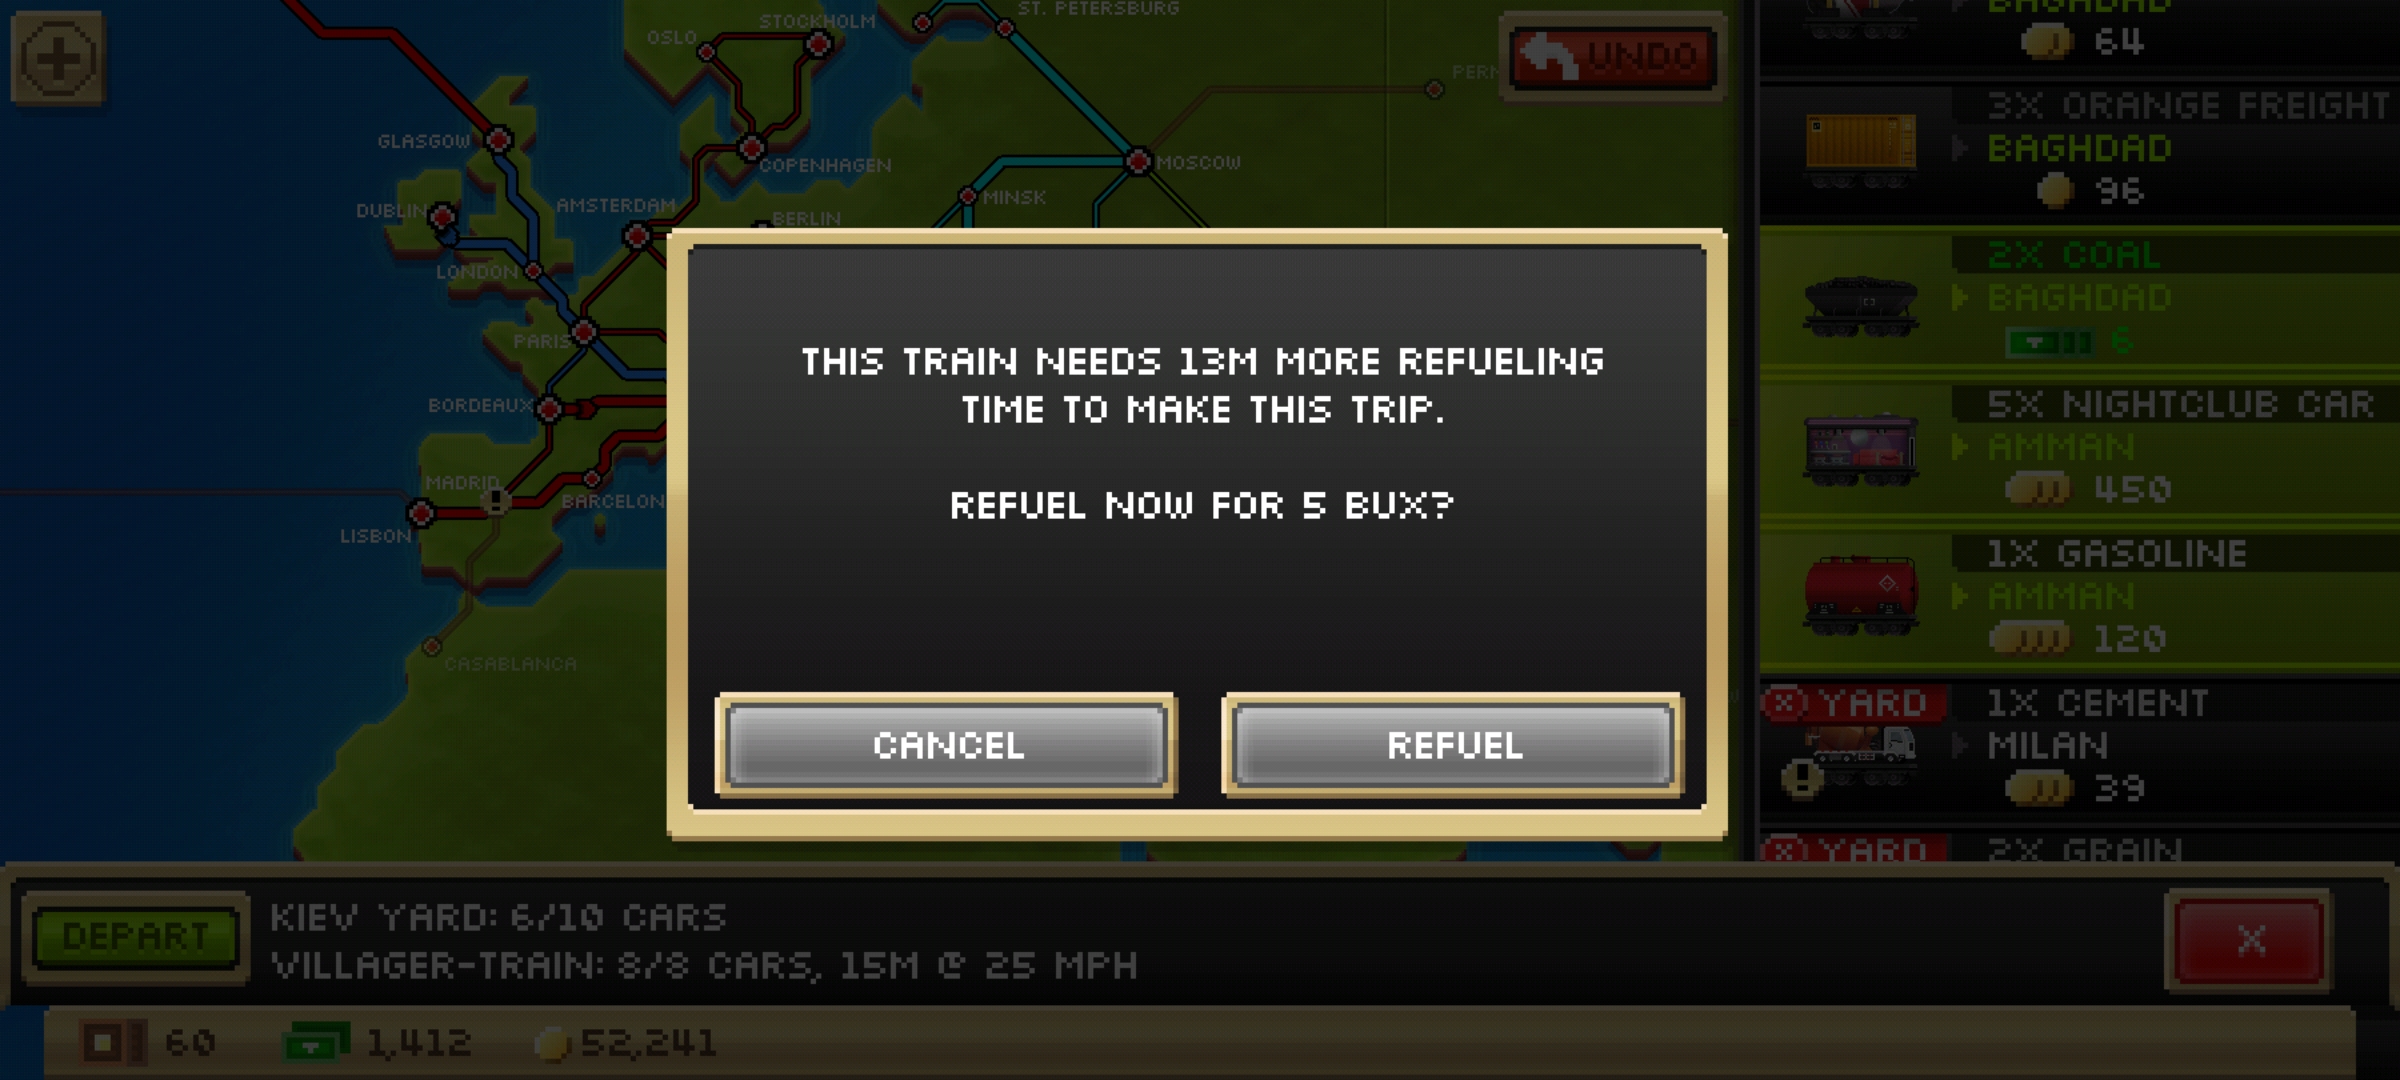 ST. PETERSBURG
STOCKHOLM
OSLO
UNDO
GLASGOW
COPENHAGEN
MOSCOW
DUBLIN
AMSTERDAM
MINSK
BERLIN
LONDON
PARIS
BORDEAUX
MADRID
LISBON
CASABLANCA
THIS TRAIN NEEDS 13M MORE REFUELING
TIME TO MAKE THIS TRIP.
REFUEL NOW FOR 5 BUX?
CANCEL
REFUEL
BAGHDAD
64
3X ORANGE FREIGHT
BAGHDAD
96
2X COAL
BAGHDAD
6
5X NIGHTCLUB CAR
AMMAN
450
1X GASOLINE
AMMAN
120
YARD
1X CEMENT
MILAN
39
YARD
2X GRAIN
DEPART
KIEV YARD: 6/10 CARS
VILLAGER-TRAIN: 8/8 CARS, 15M @ 25 MPH
X
60
1,412
52,241